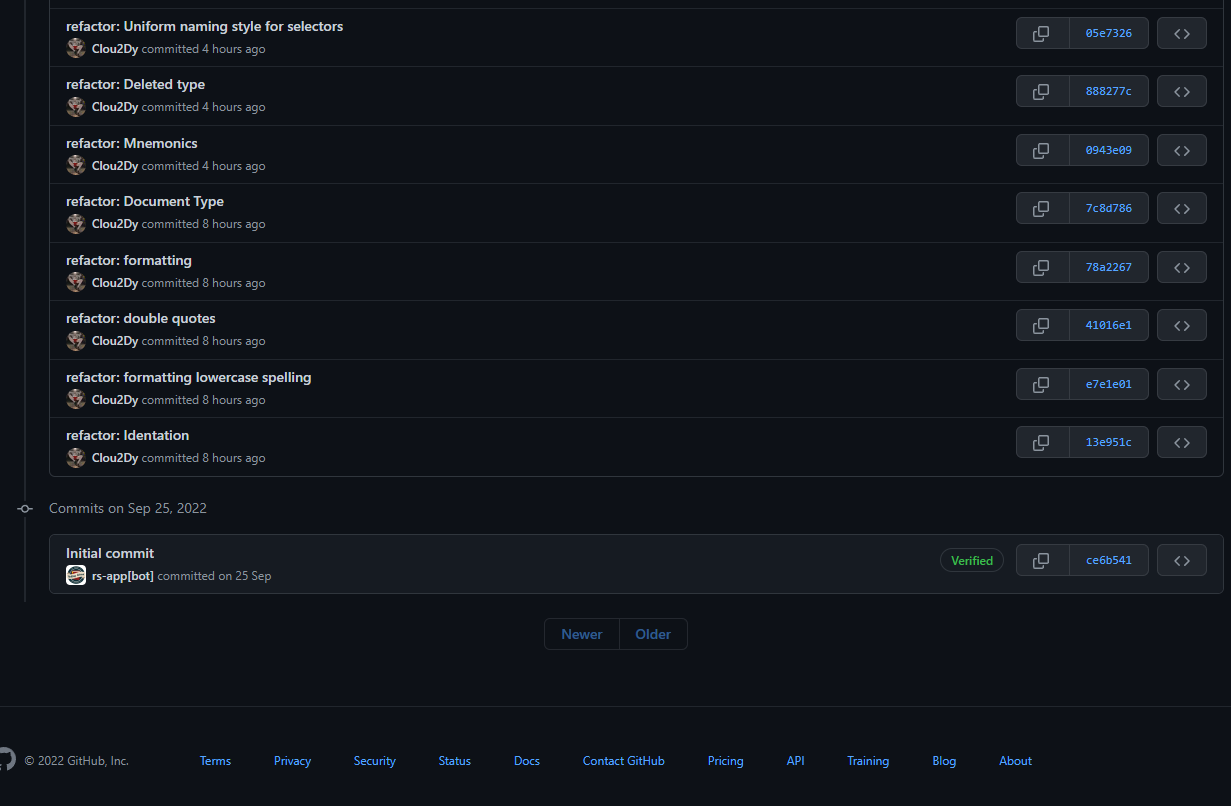 refactor: Uniform naming style for selectors
Clou2Dy committed 4 hours ago
05e7326
refactor: Deleted type
Clou2Dy committed 4 hours ago
888277c
refactor: Mnemonics
Clou2Dy committed 4 hours ago
0943e09
refactor: Document Type
Clou2Dy committed 8 hours ago
7c8d786
refactor: formatting
Clou2Dy committed 8 hours ago
78a2267
refactor: double quotes
Clou2Dy committed 8 hours ago
41016e1
refactor: formatting lowercase spelling
Clou2Dy committed 8 hours ago
e7e1e01
refactor: Identation
Clou2Dy committed 8 hours ago
13e951c
Commits on Sep 25, 2022
Initial commit
rs-app[bot] committed on 25 Sep
Verified
ce6b541
Newer Older
© 2022 GitHub, Inc. Terms Privacy Security Status Docs Contact GitHub Pricing API Training Blog About